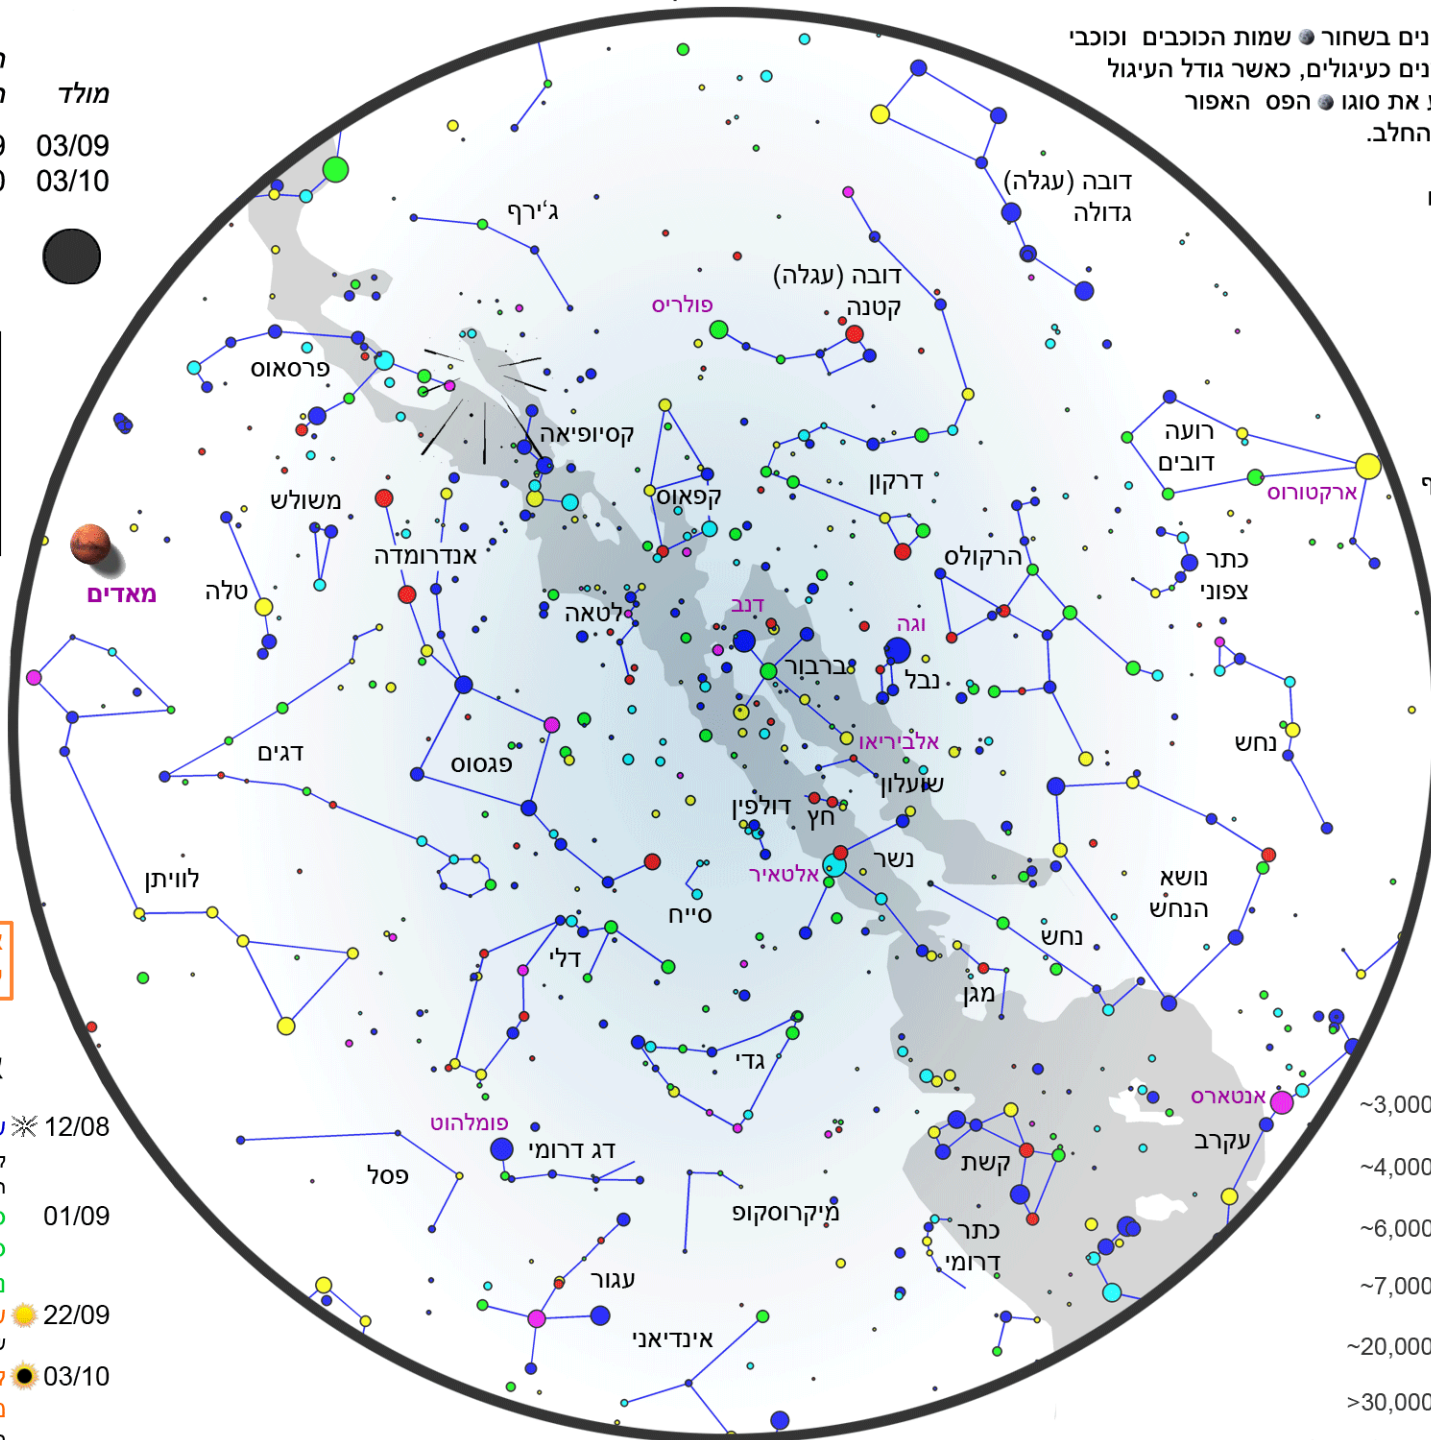 נים בשחור שמות הכוכבים וכוכבי
נים כעיגולים, כאשר גודל העיגול
את סוגו הפס האפור
החלב.
מולד
03/09
03/10
דובה (עגלה)
גדולה
ג'ירף
דובה (עגלה)
קטנה
פולריס
פרסאוס
קסיופיאה
רועה
דובים
ארקטורוס
דרקון
קפאוס
משולש
אנדרומדה
הרקולס
כתר
צפוני
מאדים
טלה
לטאה
דנב
וגה
ברבור
נבל
דגים
פגסוס
אלביריאו
נחש
שועלון
דולפין
חץ
נשר
אלטאיר
לוויתן
נושא
הנחש
סייח
נחש
דלי
מגן
גדי
אנטארס
~3,000
פומלהוט
12/08
דג דרומי
עקרב
קשת
~4,000
פסל
מיקרוסקופ
01/09
כתר
דרומי
~6,000
עגור
~7,000
22/09
אינדיאני
~20,000
03/10
>30,000